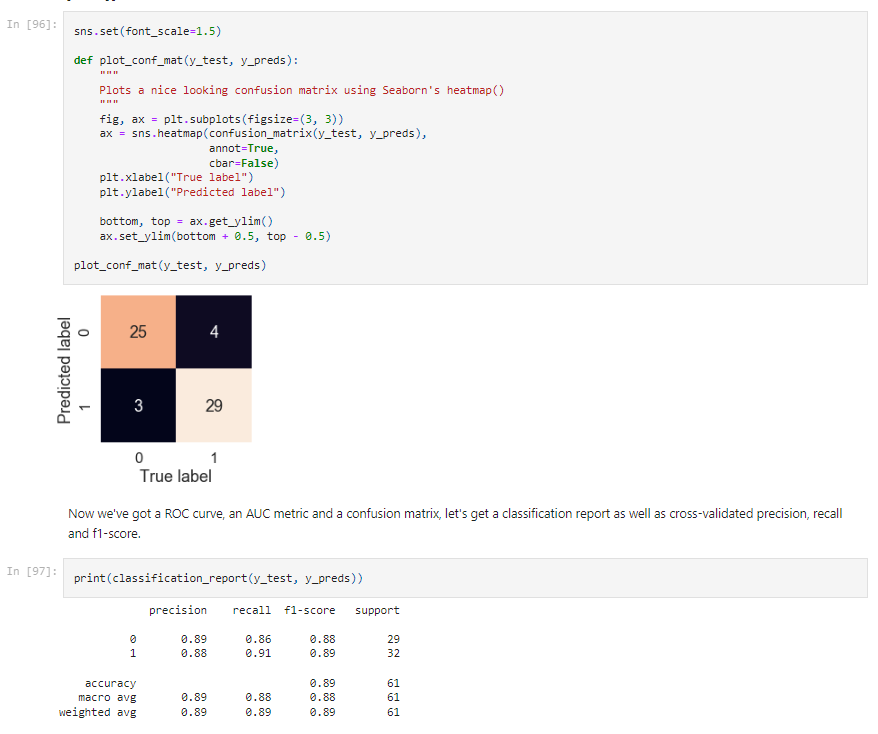 In [96]:
sns.set(font_scale=1.5)
def plot_conf_mat(y_test, y_preds):
"""
Plots a nice looking confusion matrix using Seaborn's heatmap()
"""
fig, ax = plt.subplots(figsize=(3, 3))
ax = sns.heatmap(confusion_matrix(y_test, y_preds),
annot=True,
cbar=False)
plt.xlabel("True label")
plt.ylabel("Predicted label")
bottom, top = ax.get_ylim()
ax.set_ylim(bottom + 0.5, top - 0.5)
plot_conf_mat(y_test, y_preds)
Predicted label
0 25 4
1 3 29
0 1
True label
Now we've got a ROC curve, an AUC metric and a confusion matrix, let's get a classification report as well as cross-validated precision, recall
and f1-score.
In [97]:
print(classification_report(y_test, y_preds))
precision recall f1-score support
0 0.89 0.86 0.88 29
1 0.88 0.91 0.89 32
accuracy 0.89 61
macro avg 0.89 0.88 0.88 61
weighted avg 0.89 0.89 0.89 61